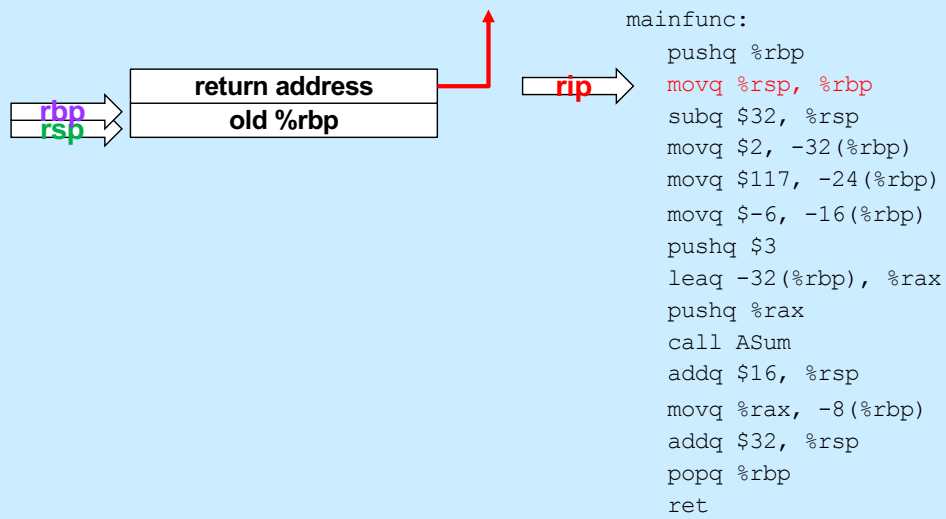 return address
old %rbp
rbp
rsp
rip
mainfunc:
pushq %rbp
movq %rsp, %rbp
subq $32, %rsp
movq $2, -32(%rbp)
movq $117, -24(%rbp)
movq $-6, -16(%rbp)
pushq $3
leaq -32(%rbp), %rax
pushq %rax
call ASum
addq $16, %rsp
movq %rax, -8(%rbp)
addq $32, %rsp
popq %rbp
ret